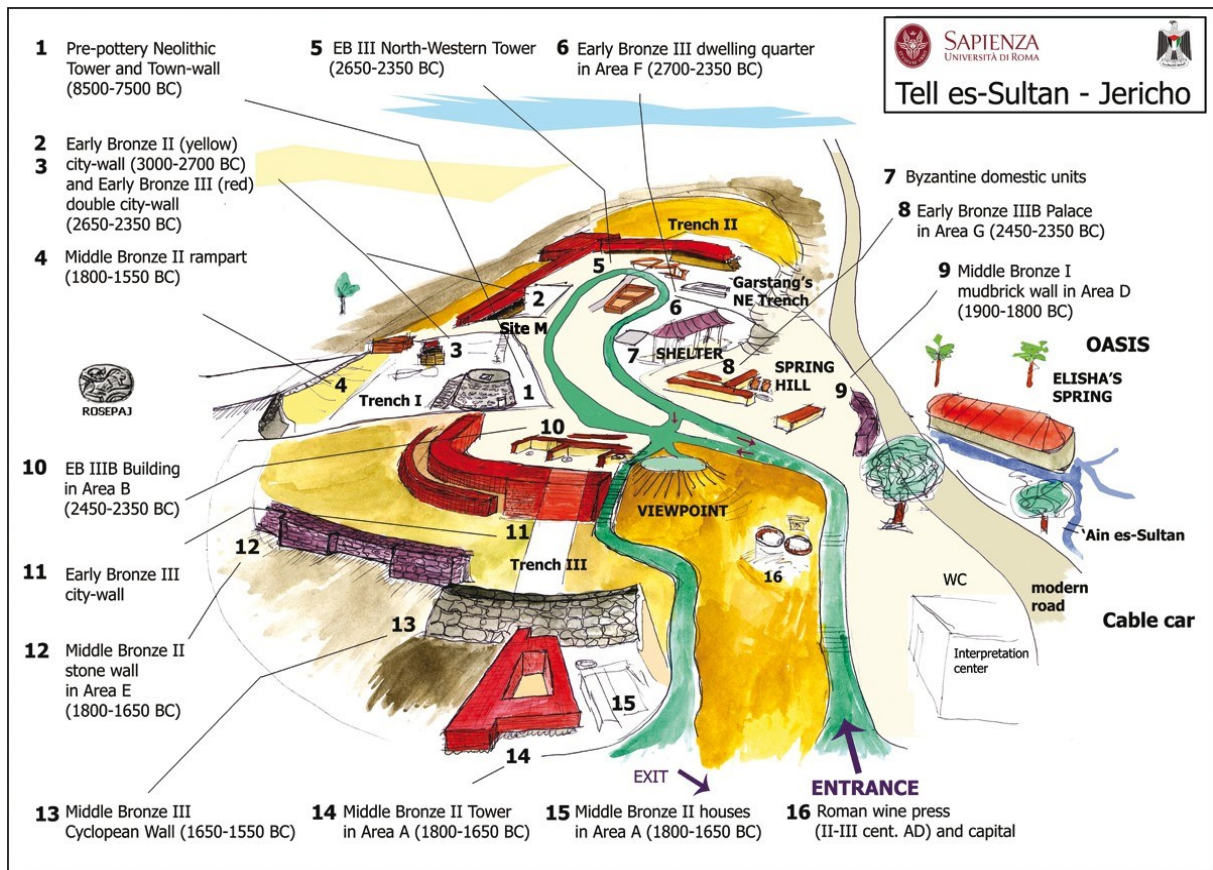 1 Pre-pottery Neolithic
Tower and Town-wall
(8500-7500 BC)
5 EB III North-Western Tower
(2650-2350 BC)
6 Early Bronze III dwelling quarter
in Area F (2700-2350 BC)
SAPIENZA
UNIVERSITÀ DI ROMA
Tell es-Sultan - Jericho
2 Early Bronze II (yellow)
3 city-wall (3000-2700 BC)
and Early Bronze III (red)
double city-wall
(2650-2350 BC)
4 Middle Bronze II rampart
(1800-1550 BC)
7 Byzantine domestic units
8 Early Bronze IIIB Palace
in Area G (2450-2350 BC)
9 Middle Bronze I
mudbrick wall in Area D
(1900-1800 BC)
Trench II
5
Garstang's
NE Trench
2
6
Site M
3
7
SHELTER
8
SPRING
HILL
9
OASIS
ELISHA'S
SPRING
4
Trench I
1
ROSEPAJ
10
VIEWPOINT
10 EB IIIB Building
in Area B
(2450-2350 BC)
11
12
Trench III
16
'Ain es-Sultan
WC
modern
road
Cable car
11 Early Bronze III
city-wall
13
Interpretation
center
12 Middle Bronze II
stone wall
in Area E
(1800-1650 BC)
15
14
EXIT
ENTRANCE
13 Middle Bronze III
Cyclopean Wall (1650-1550 BC)
14 Middle Bronze II Tower
in Area A (1800-1650 BC)
15 Middle Bronze II houses
in Area A (1800-1650 BC)
16 Roman wine press
(II-III cent. AD) and capital